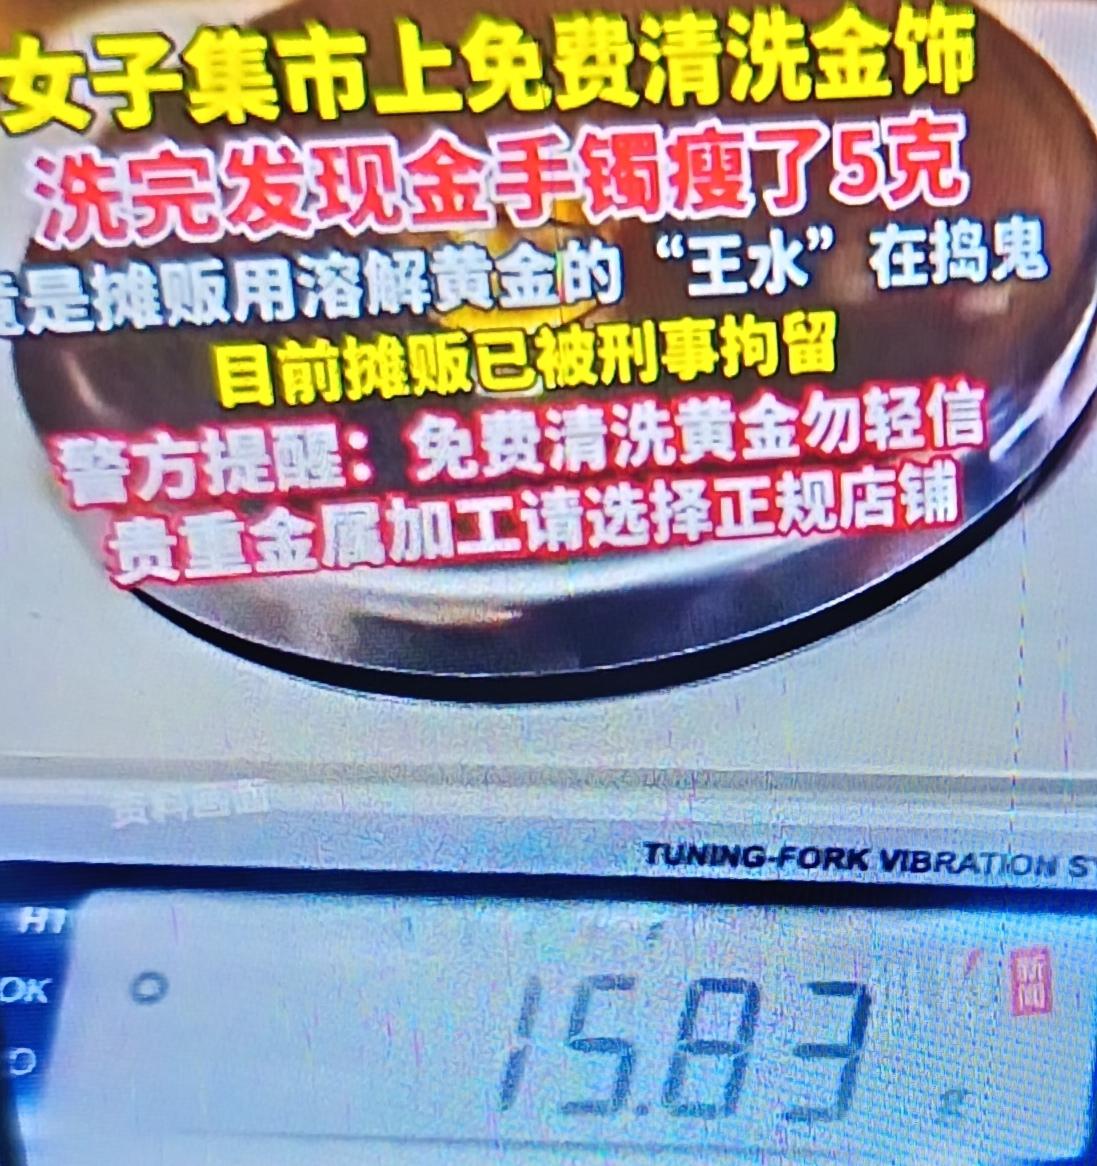 女子集市上免费清洗金饰
洗完发现金手镯瘦了5克
竟是摊贩用溶解黄金的“王水”在捣鬼
目前摊贩已被刑事拘留
警方提醒：免费清洗黄金勿轻信
贵重金属加工请选择正规店铺
资料画面
TUNING-FORK VIBRATION S
HI
OK
15.83 g